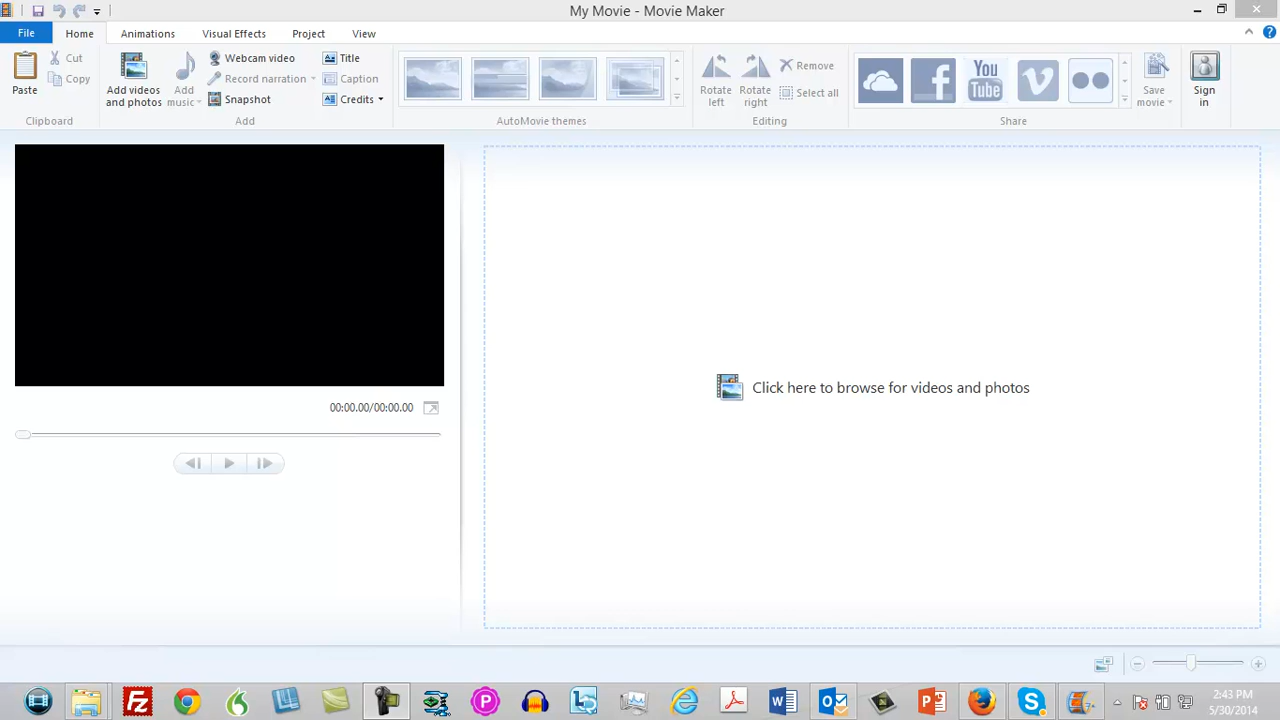 My Movie - Movie Maker
File Home Animations Visual Effects Project View
Paste
Cut
Copy
Clipboard
Add videos
and photos
Add
music
Webcam video
Record narration
Snapshot
Title
Caption
Credits
Add
AutoMovie themes
Rotate
left
Rotate
right
Remove
Select all
Editing
You
Tube
Share
Save
movie
Sign
in
00:00.00/00:00.00
Click here to browse for videos and photos
2:43 PM
5/30/2014